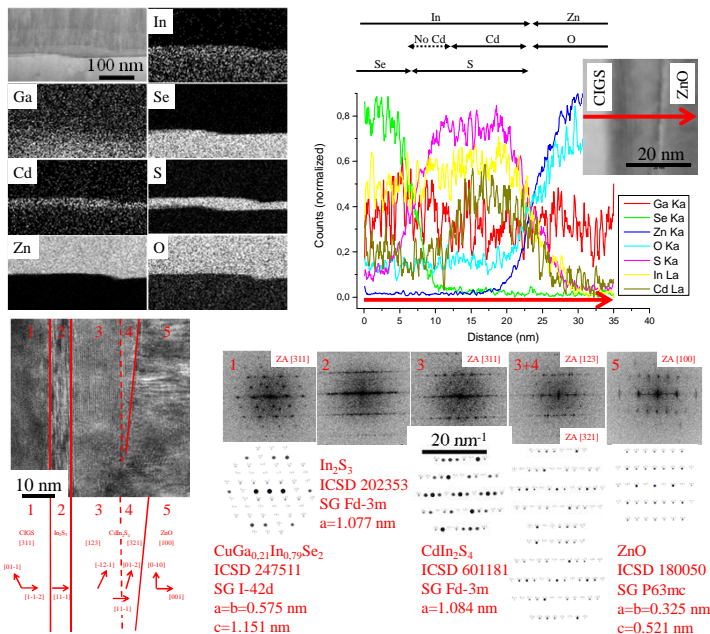 In
100 nm
Ga
Se
Cd
S
Zn
O
In
Zn
No Cd
Cd
O
Se
S
CIGS
ZnO
20 nm
Counts (normalized)
0,8
0,6
0,4
0,2
0,0
0
5
10
15
20
25
30
35
40
Distance (nm)
Ga Ka
Se Ka
Zn Ka
O Ka
S Ka
In La
Cd La
1
2
3
4
5
10 nm
1
2
3
4
5
CIGS
[311]
In₂S₃
[123]
CdIn₂S₄
[321]
ZnO
[100]
[01-1]
[1-1-2]
[11-1]
[-12-1]
[01-2]
[11-1]
[0-10]
[001]
1
ZA [311]
2
3
ZA [311]
3+4
ZA [123]
5
ZA [100]
20 nm⁻¹
ZA [321]
In₂S₃
ICSD 202353
SG Fd-3m
a=1.077 nm
CuGa₀,₂₁In₀,₇₉Se₂
ICSD 247511
SG I-42d
a=b=0.575 nm
c=1.151 nm
CdIn₂S₄
ICSD 601181
SG Fd-3m
a=1.084 nm
ZnO
ICSD 180050
SG P63mc
a=b=0.325 nm
c=0.521 nm